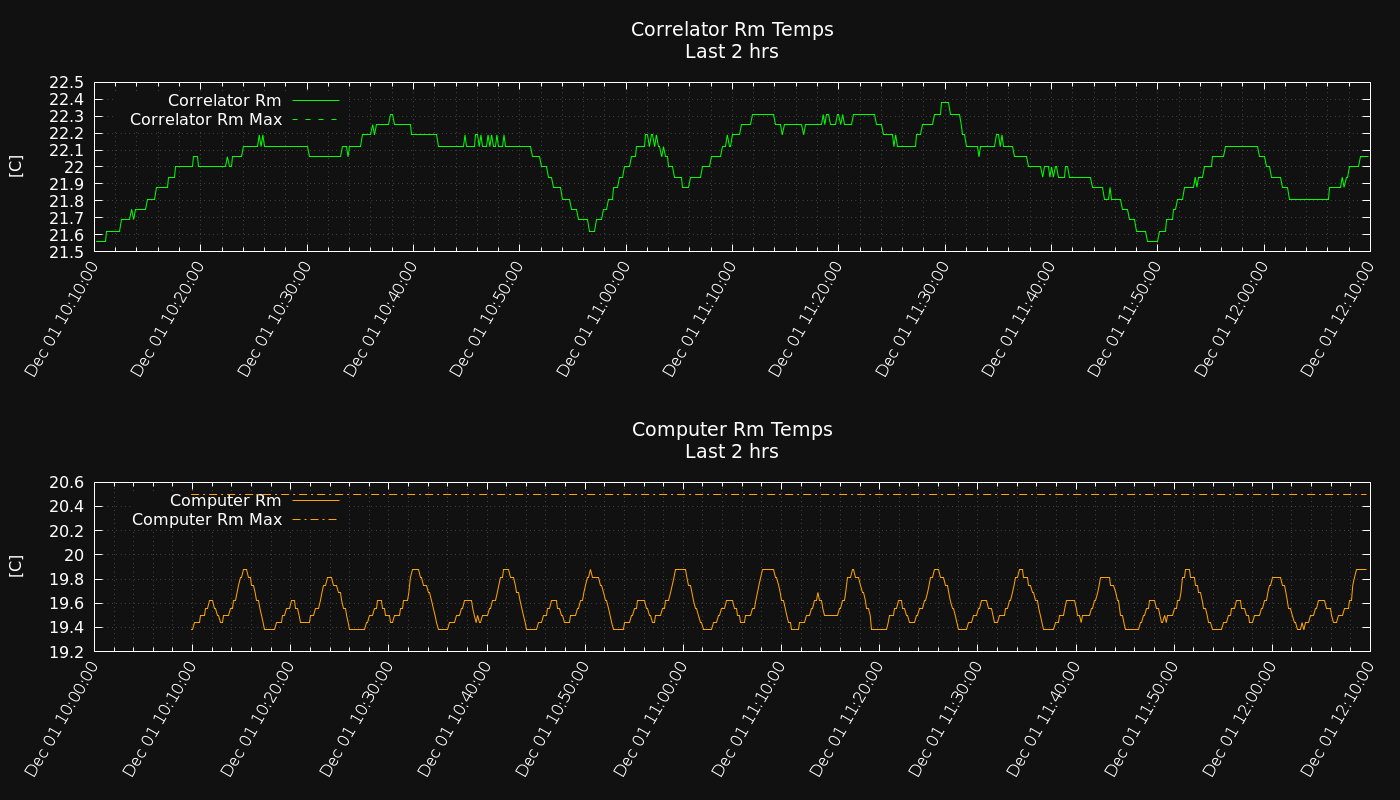 Correlator Rm Temps
Last 2 hrs
22.5
22.4
22.3
22.2
22.1
22
21.9
21.8
21.7
21.6
21.5
[C]
Correlator Rm
Correlator Rm Max
Dec 01 10:10:00
Dec 01 10:20:00
Dec 01 10:30:00
Dec 01 10:40:00
Dec 01 10:50:00
Dec 01 11:00:00
Dec 01 11:10:00
Dec 01 11:20:00
Dec 01 11:30:00
Dec 01 11:40:00
Dec 01 11:50:00
Dec 01 12:00:00
Dec 01 12:10:00
Computer Rm Temps
Last 2 hrs
20.6
20.4
20.2
20
19.8
19.6
19.4
19.2
[C]
Computer Rm
Computer Rm Max
Dec 01 10:00:00
Dec 01 10:10:00
Dec 01 10:20:00
Dec 01 10:30:00
Dec 01 10:40:00
Dec 01 10:50:00
Dec 01 11:00:00
Dec 01 11:10:00
Dec 01 11:20:00
Dec 01 11:30:00
Dec 01 11:40:00
Dec 01 11:50:00
Dec 01 12:00:00
Dec 01 12:10:00